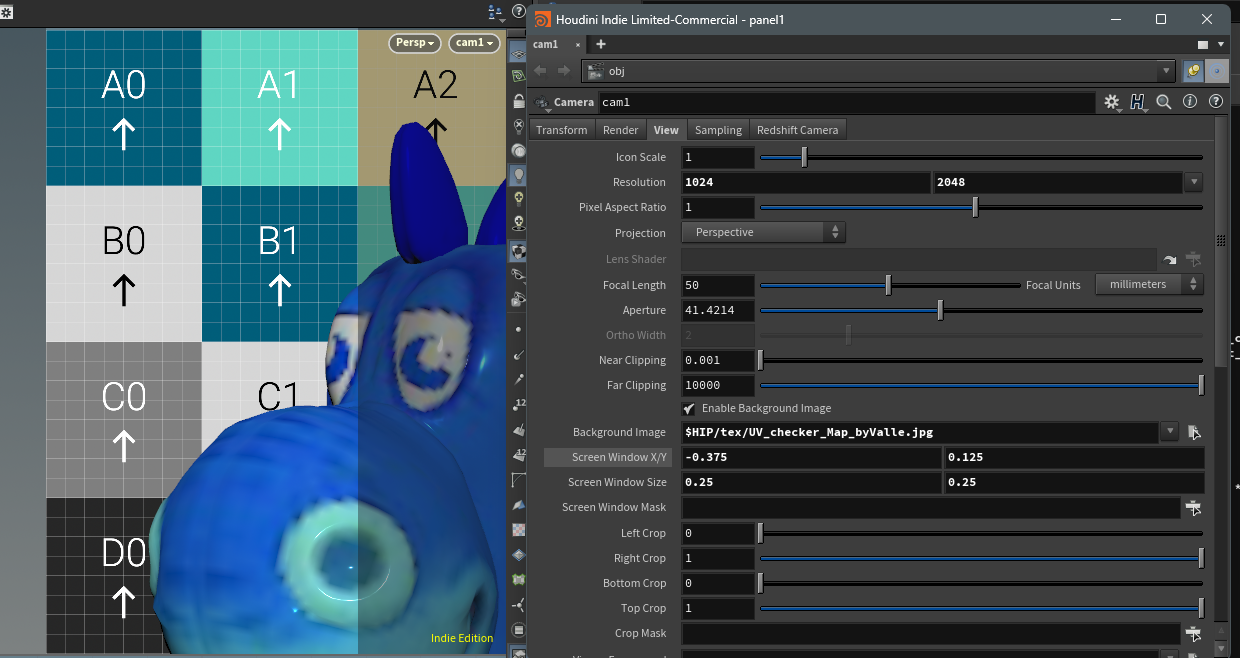 Houdini Indie Limited-Commercial - panel1
cam1 × +
Persp cam1
obj
Camera cam1
Transform Render View Sampling Redshift Camera
Icon Scale 1
Resolution 1024 2048
Pixel Aspect Ratio 1
Projection Perspective
Lens Shader
Focal Length 50 Focal Units millimeters
Aperture 41.4214
Ortho Width 2
Near Clipping 0.001
Far Clipping 10000
Enable Background Image
Background Image $HIP/tex/UV_checker_Map_byValle.jpg
Screen Window X/Y -0.375 0.125
Screen Window Size 0.25 0.25
Screen Window Mask
Left Crop 0
Right Crop 1
Bottom Crop 0
Top Crop 1
Crop Mask
A0 A1 A2
B0 B1
C0 C1
D0
Indie Edition
12
12